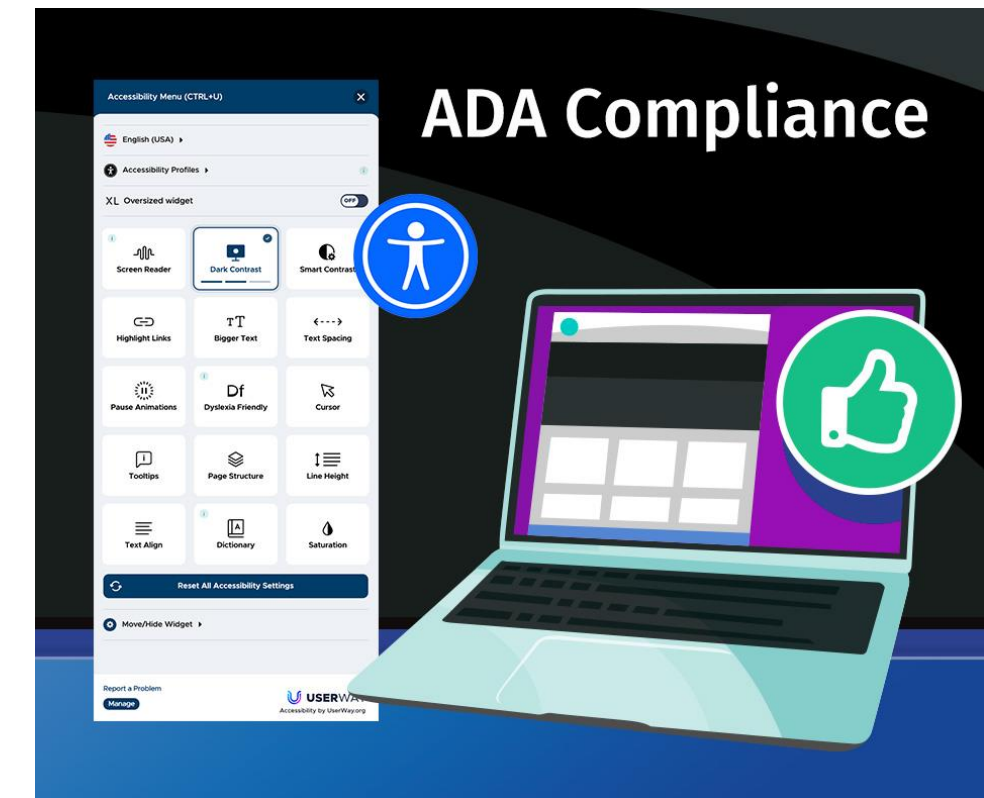 Accessibility Menu (CTRL+U)
ADA Compliance
English (USA)
Accessibility Profiles
XL Oversized widget
OFF
Screen Reader
Dark Contrast
Smart Contrast
Highlight Links
TT
Bigger Text
Text Spacing
Pause Animations
Df
Dyslexia Friendly
Cursor
Tooltips
Page Structure
Line Height
Text Align
A
Dictionary
Saturation
Reset All Accessibility Settings
Move/Hide Widget
Report a Problem
Manage
USERWAY
Accessibility by UserWay.org